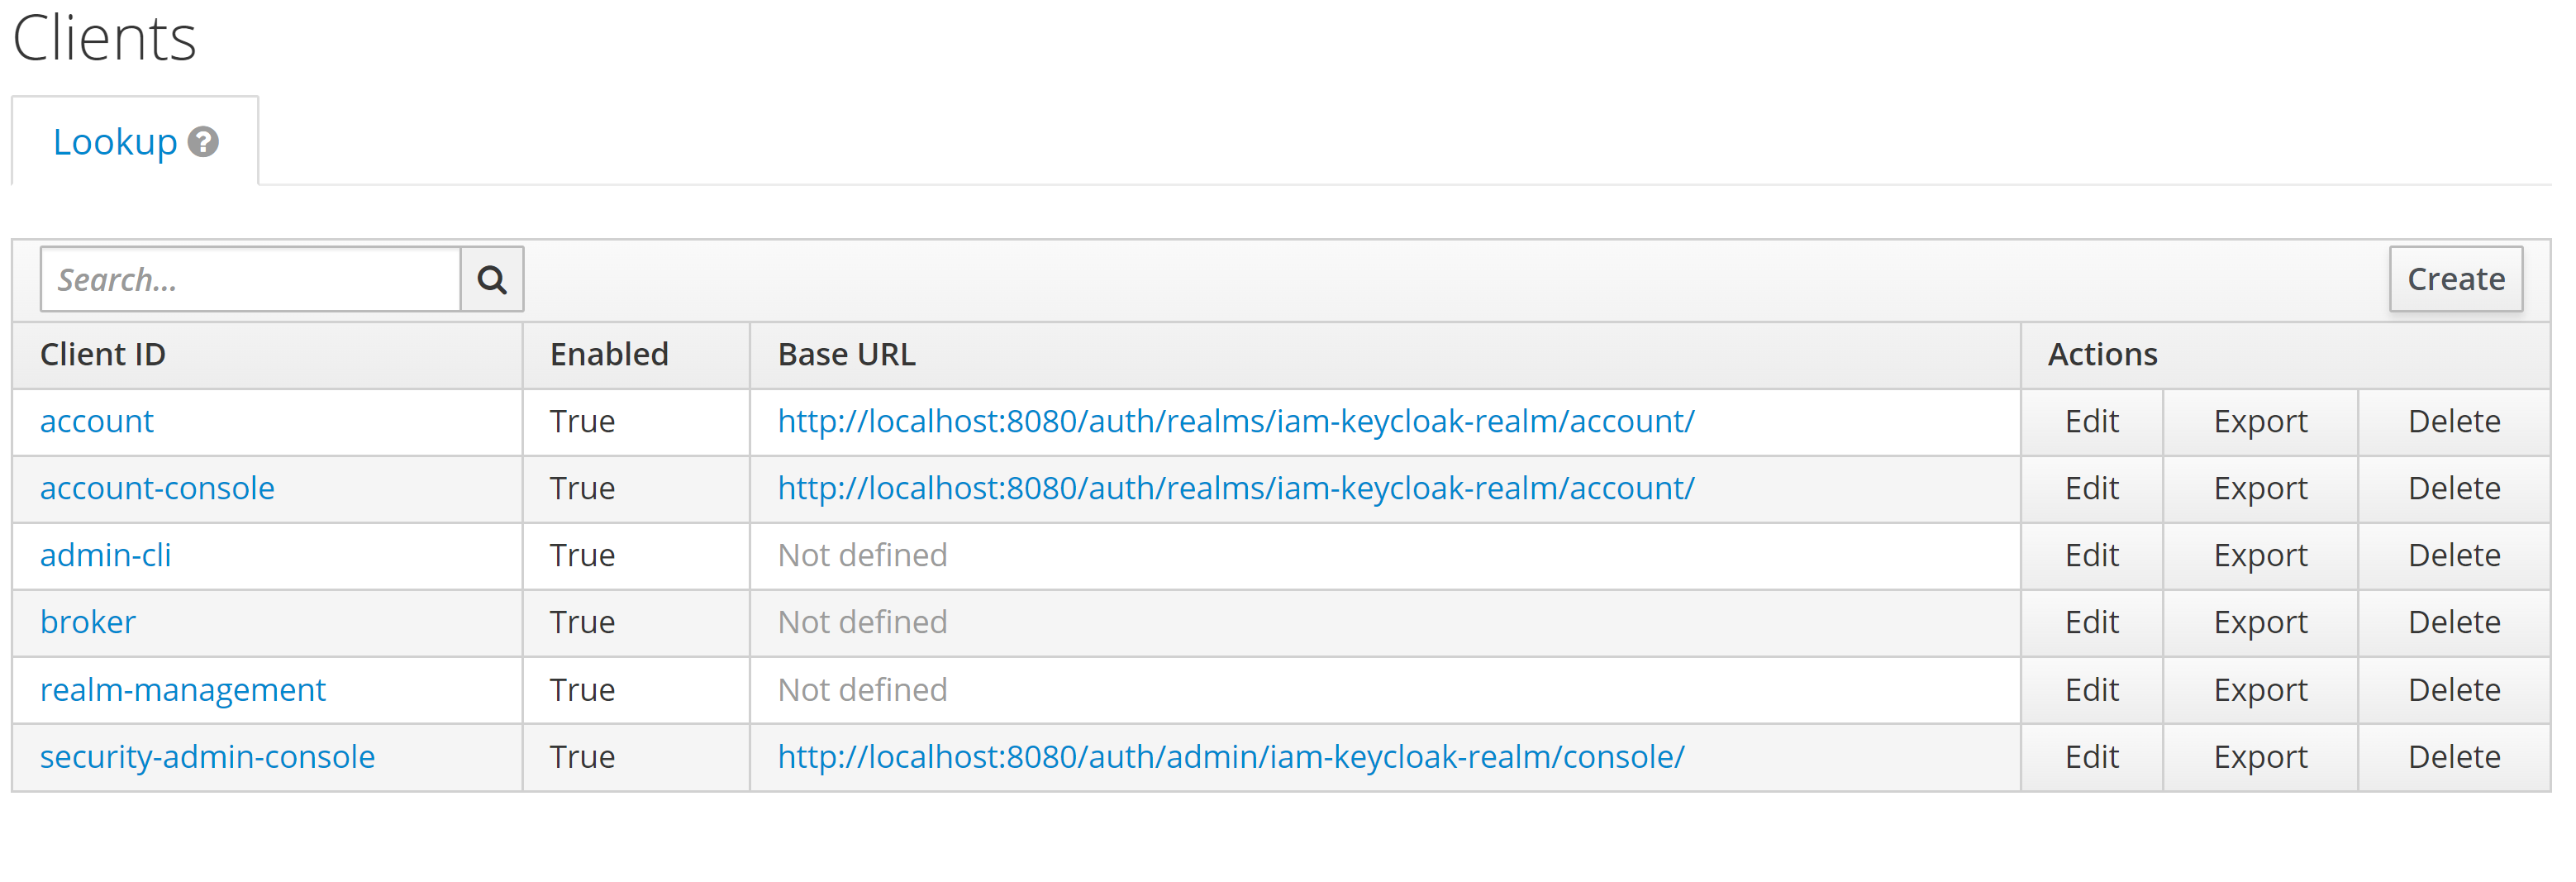 Clients
Lookup ?
Search...
Create
Client ID Enabled Base URL Actions
account True http://localhost:8080/auth/realms/iam-keycloak-realm/account/ Edit Export Delete
account-console True http://localhost:8080/auth/realms/iam-keycloak-realm/account/ Edit Export Delete
admin-cli True Not defined Edit Export Delete
broker True Not defined Edit Export Delete
realm-management True Not defined Edit Export Delete
security-admin-console True http://localhost:8080/auth/admin/iam-keycloak-realm/console/ Edit Export Delete